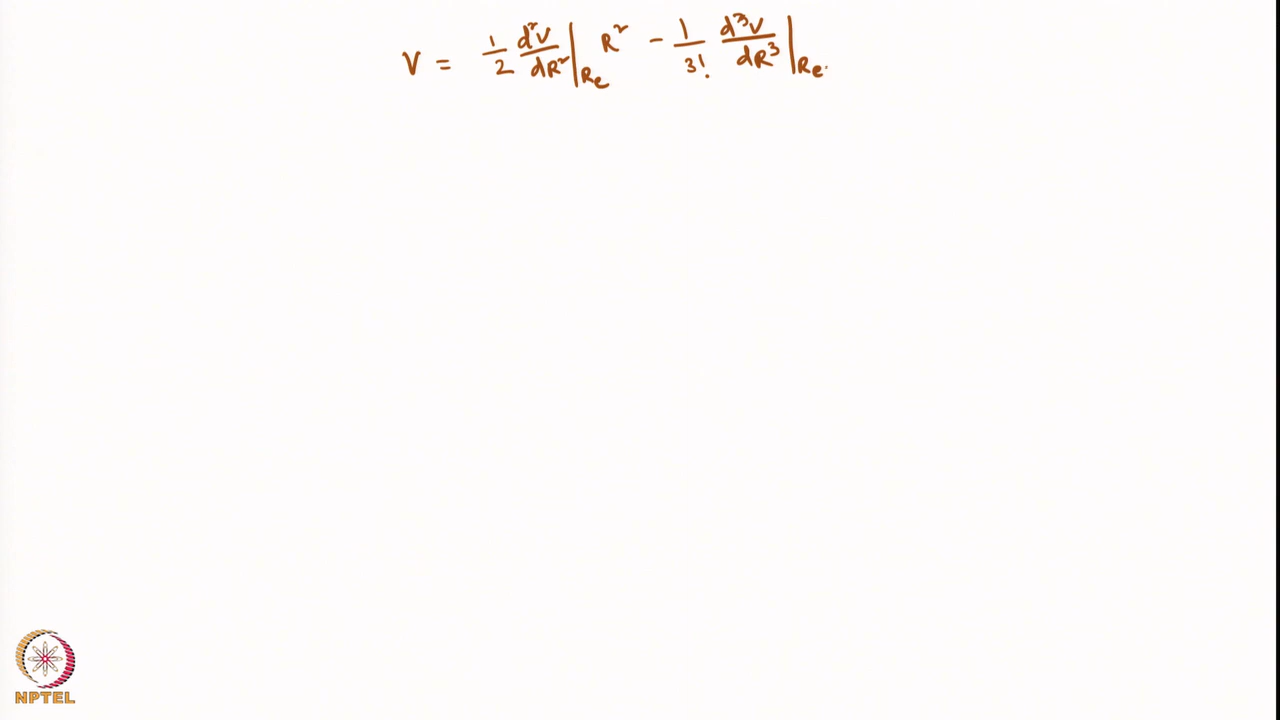 V = 1/2 d²V/dR² |Re R² - 1/3! d³V/dR³ |Re
NPTEL